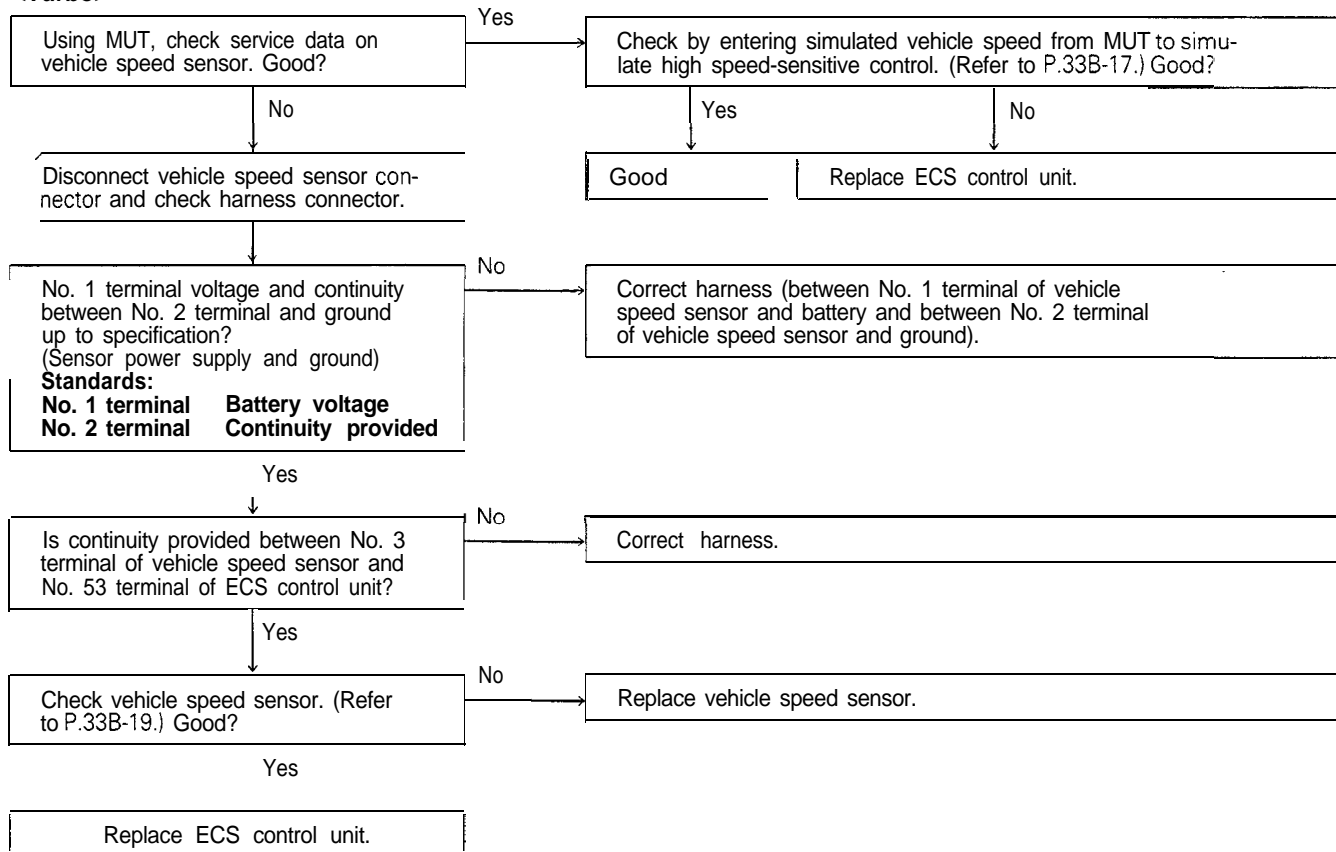 Using MUT, check service data on
vehicle speed sensor. Good?
Yes
Check by entering simulated vehicle speed from MUT to simu-
late high speed-sensitive control. (Refer to P.33B-17.) Good?
No
Yes
No
Disconnect vehicle speed sensor con-
nector and check harness connector.
Good
Replace ECS control unit.
No. 1 terminal voltage and continuity
between No. 2 terminal and ground
up to specification?
(Sensor power supply and ground)
Standards:
No. 1 terminal Battery voltage
No. 2 terminal Continuity provided
No
Correct harness (between No. 1 terminal of vehicle
speed sensor and battery and between No. 2 terminal
of vehicle speed sensor and ground).
Yes
Is continuity provided between No. 3
terminal of vehicle speed sensor and
No. 53 terminal of ECS control unit?
No
Correct harness.
Yes
Check vehicle speed sensor. (Refer
to P.33B-19.) Good?
No
Replace vehicle speed sensor.
Yes
Replace ECS control unit.